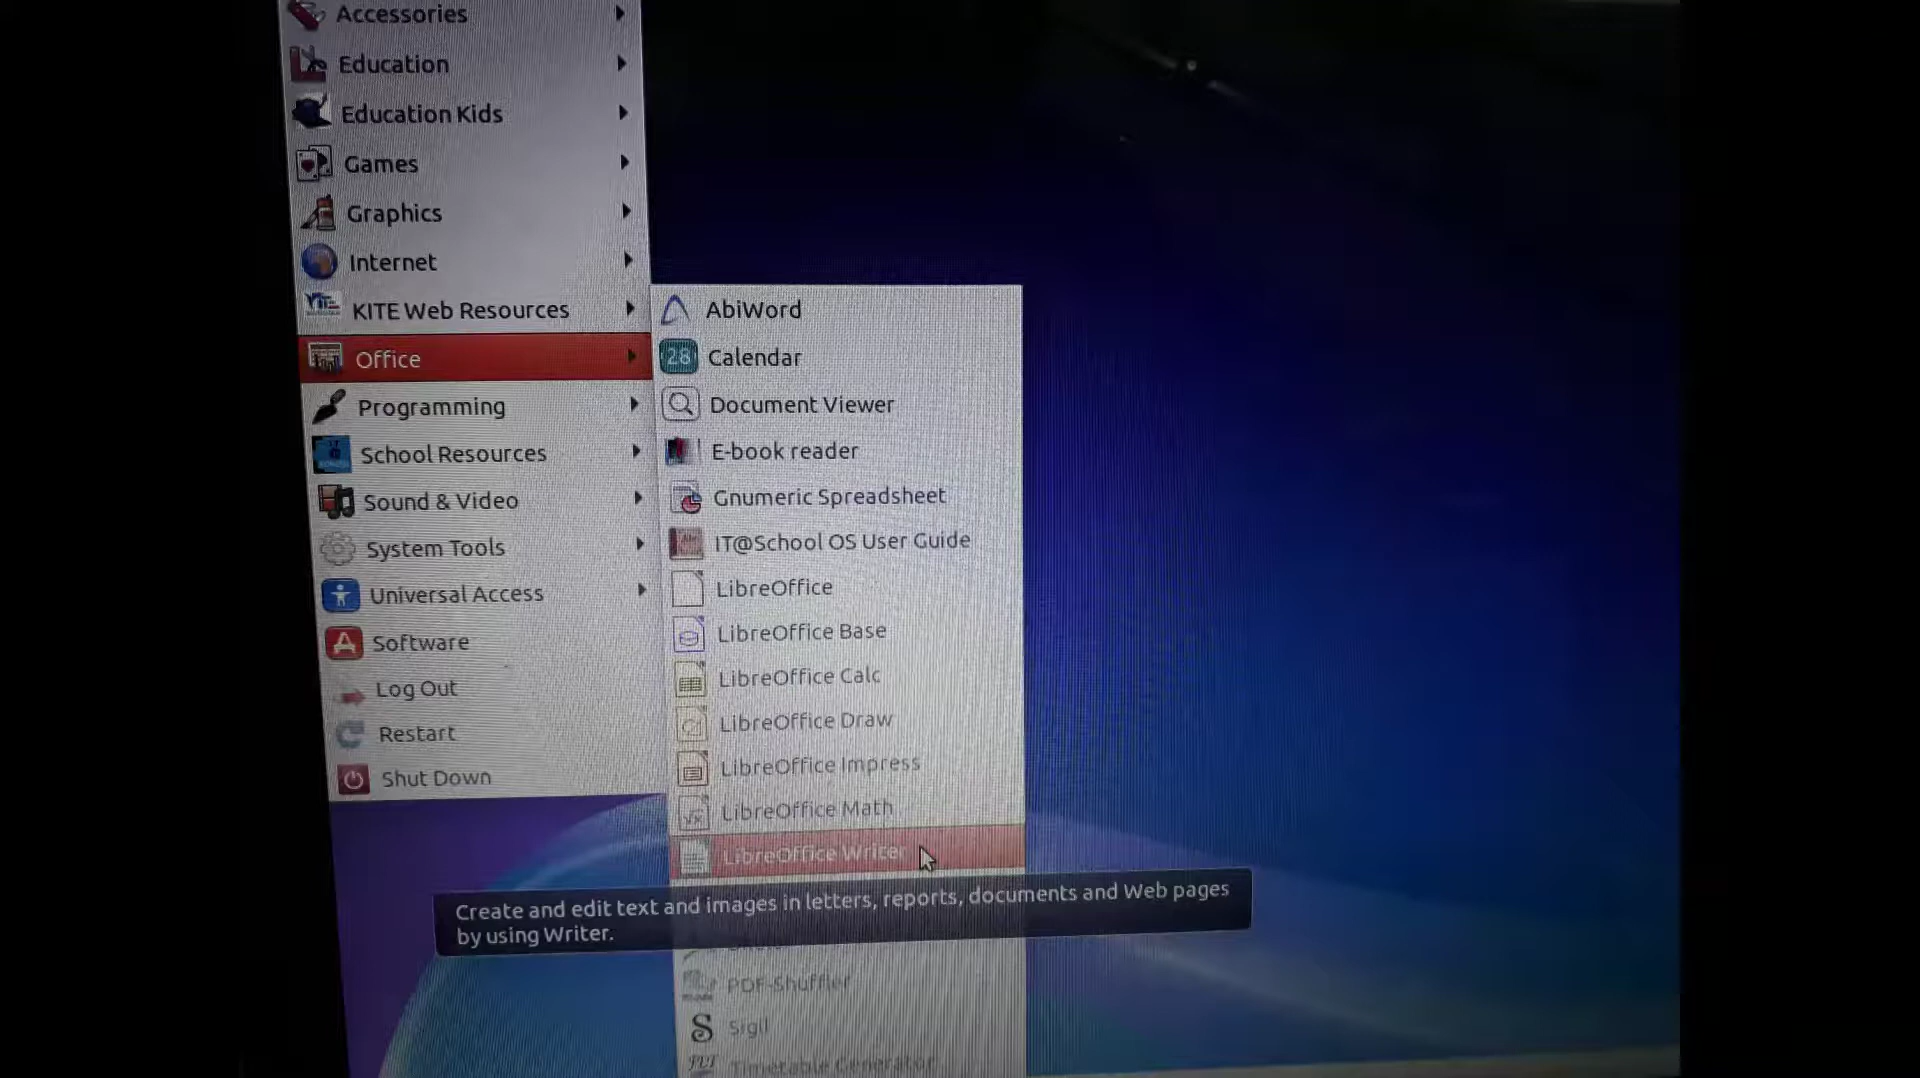 Accessories
Education
Education Kids
Games
Graphics
Internet
KITE Web Resources
Office
Programming
School Resources
Sound & Video
System Tools
Universal Access
Software
Log Out
Restart
Shut Down
AbiWord
28
Calendar
Document Viewer
E-book reader
Gnumeric Spreadsheet
IT@School OS User Guide
LibreOffice
LibreOffice Base
LibreOffice Calc
LibreOffice Draw
LibreOffice Impress
LibreOffice Math
LibreOffice Writer
Create and edit text and images in letters, reports, documents and Web pages
by using Writer.
PDF-Shuffler
Sigil
Timetable Generator